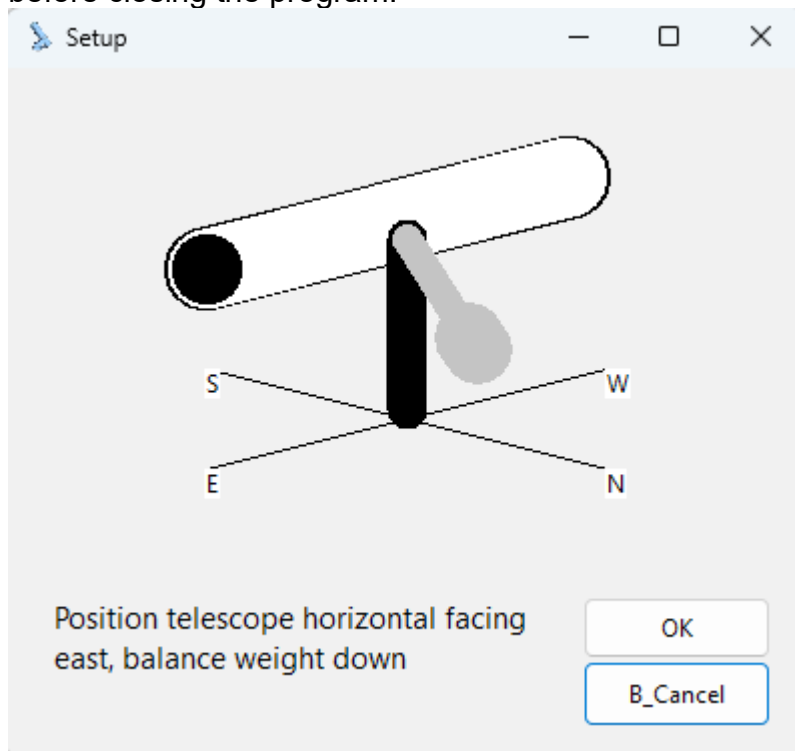 before closing the program.
Setup
S
W
E
N
Position telescope horizontal facing
east, balance weight down
OK
B_Cancel